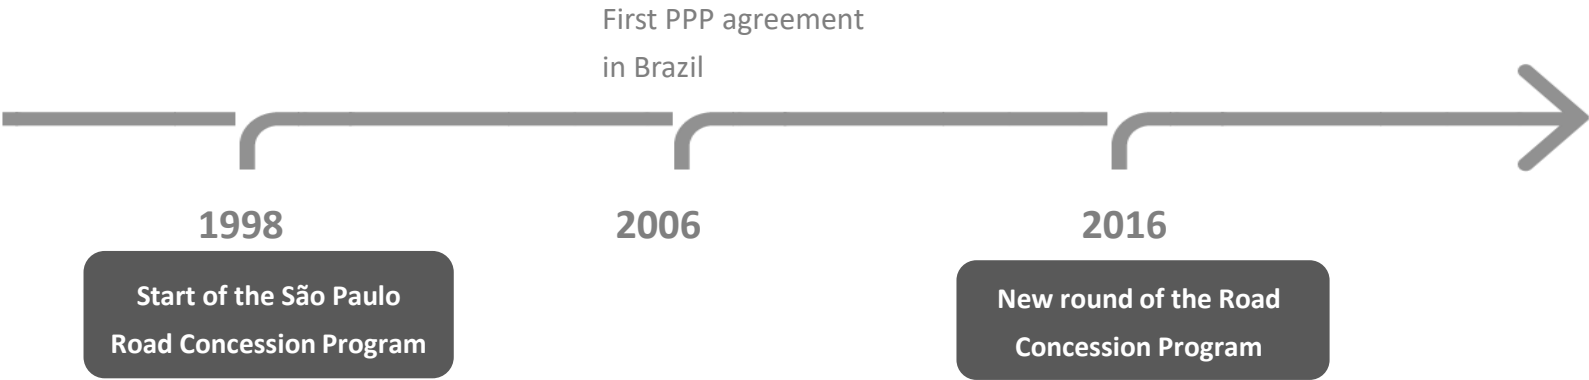 First PPP agreement
in Brazil
1998
2006
2016
Start of the São Paulo
Road Concession Program
New round of the Road
Concession Program